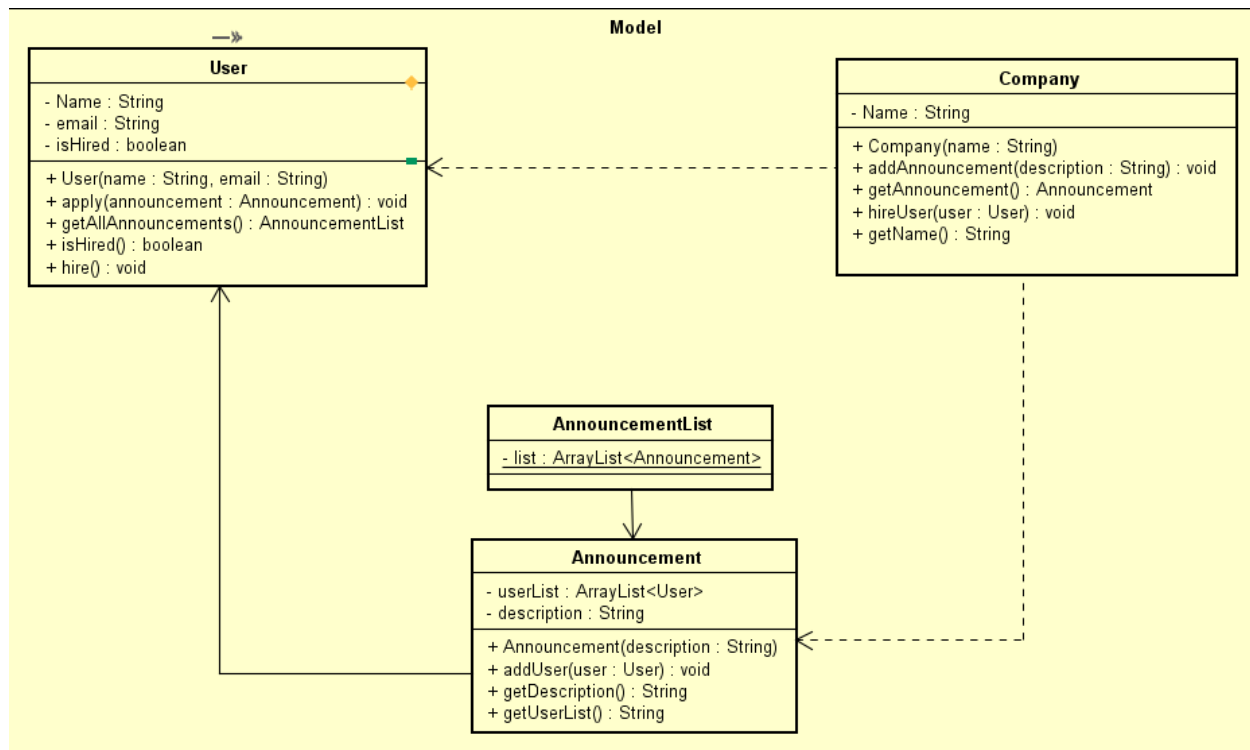 Model
User
- Name : String
- email : String
- isHired : boolean
+ User(name : String, email : String)
+ apply(announcement : Announcement) : void
+ getAllAnnouncements() : AnnouncementList
+ isHired() : boolean
+ hire() : void
Company
- Name : String
+ Company(name : String)
+ addAnnouncement(description : String) : void
+ getAnnouncement() : Announcement
+ hireUser(user : User) : void
+ getName() : String
AnnouncementList
- list : ArrayList<Announcement>
Announcement
- userList : ArrayList<User>
- description : String
+ Announcement(description : String)
+ addUser(user : User) : void
+ getDescription() : String
+ getUserList() : String